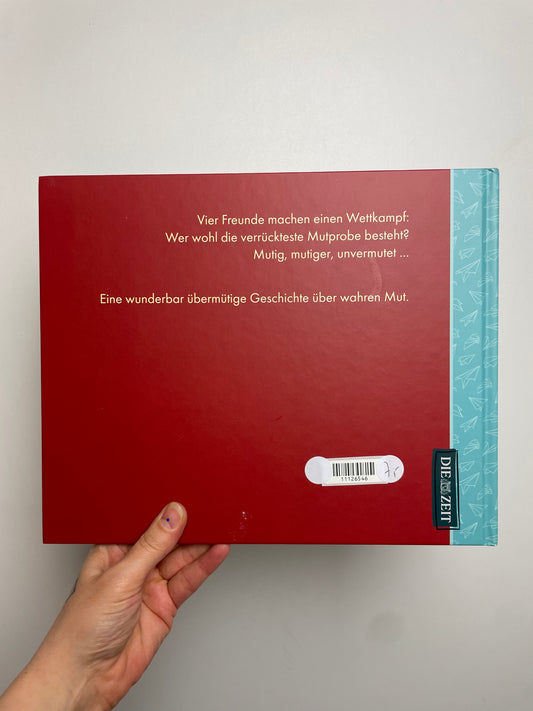 Vier Freunde machen einen Wettkampf:
Wer wohl die verrückteste Mutprobe besteht?
Mutig, mutiger, unvermutet ...
Eine wunderbar übermütige Geschichte über wahren Mut.
11126546
DIE ZEIT